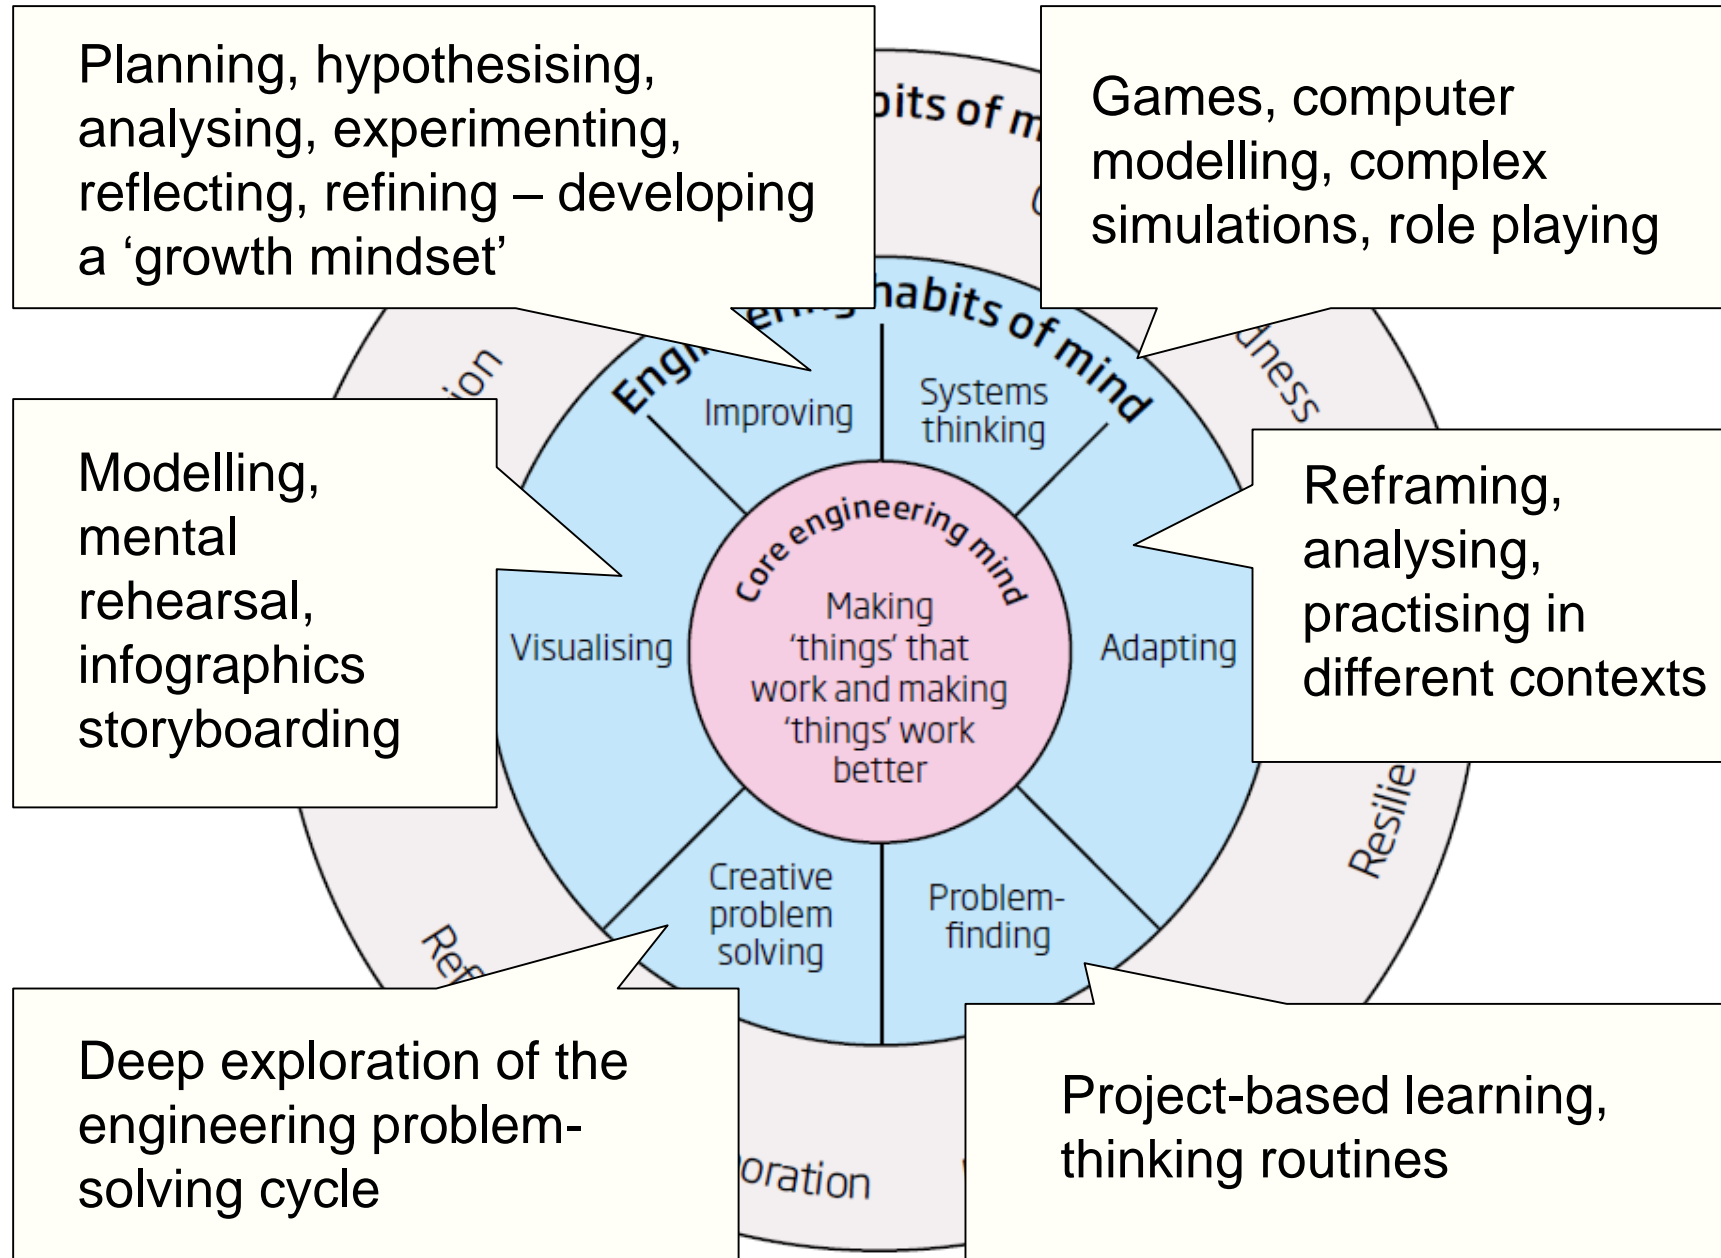 Planning, hypothesising,
analysing, experimenting,
reflecting, refining – developing
a ‘growth mindset’
Games, computer
modelling, complex
simulations, role playing
habits of mind
Improving
Systems
thinking
Modelling,
mental
rehearsal,
infographics
storyboarding
Reframing,
analysing,
practising in
different contexts
Visualising
Core engineering mind
Making
‘things’ that
work and making
‘things’ work
better
Adapting
Creative
problem
solving
Problem-
finding
Deep exploration of the
engineering problem-
solving cycle
Project-based learning,
thinking routines